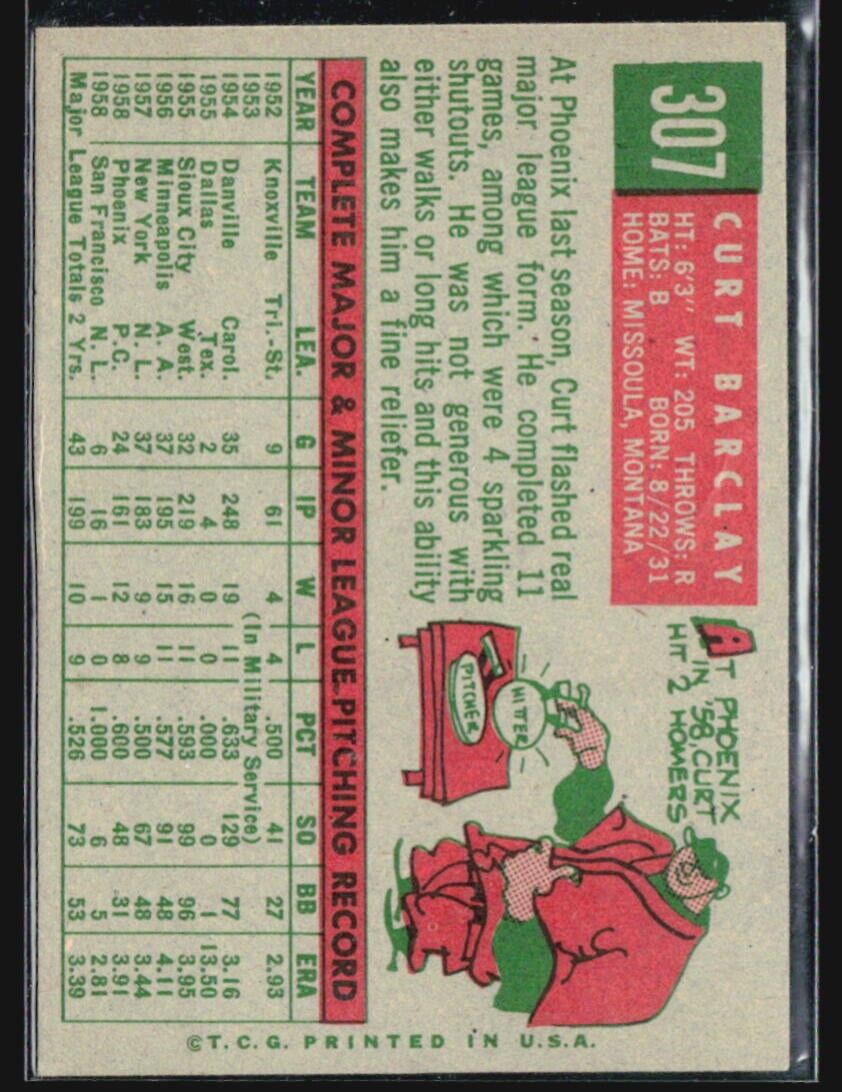 307
CURT BARCLAY
HT: 6'3" WT: 205 THROWS: R
BATS: B BORN: 8/22/31
HOME: MISSOULA, MONTANA
At Phoenix last season, Curt flashed real
major league form. He completed 11
games, among which were 4 sparkling
shutouts. He was not generous with
either walks or long hits and this ability
also makes him a fine reliefer.
AT PHOENIX
IN '58, CURT
HIT 2 HOMERS
HITTER
PITCHER
COMPLETE MAJOR & MINOR LEAGUE PITCHING RECORD
YEAR TEAM LEA. G IP W L PCT SO BB ERA
1952 Knoxville Tri.-St. 9 61 4 4 .500 41 27 2.93
1953 (In Military Service)
1954 Danville Carol. 35 248 19 11 .633 129 77 3.16
1955 Dallas Tex. 2 4 0 0 .000 0 1 13.50
1955 Sioux City West. 32 219 16 11 .593 99 96 3.95
1956 Minneapolis A. A. 37 195 15 11 .577 91 48 4.11
1957 New York N. L. 37 183 9 9 .500 67 48 3.44
1958 Phoenix P.C. 24 161 12 8 .600 48 31 3.91
1958 San Francisco N. L. 6 16 1 0 1.000 6 5 2.81
Major League Totals 2 Yrs. 43 199 10 9 .526 73 53 3.39
©T.C.G. PRINTED IN U.S.A.